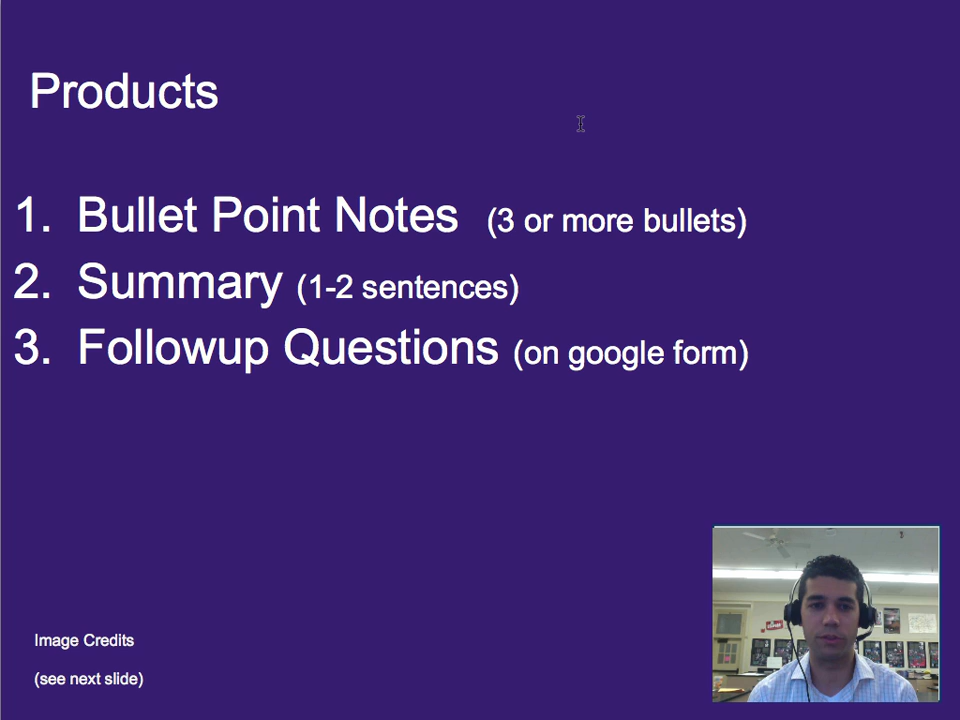 Products
1. Bullet Point Notes (3 or more bullets)
2. Summary (1-2 sentences)
3. Followup Questions (on google form)
Image Credits
(see next slide)